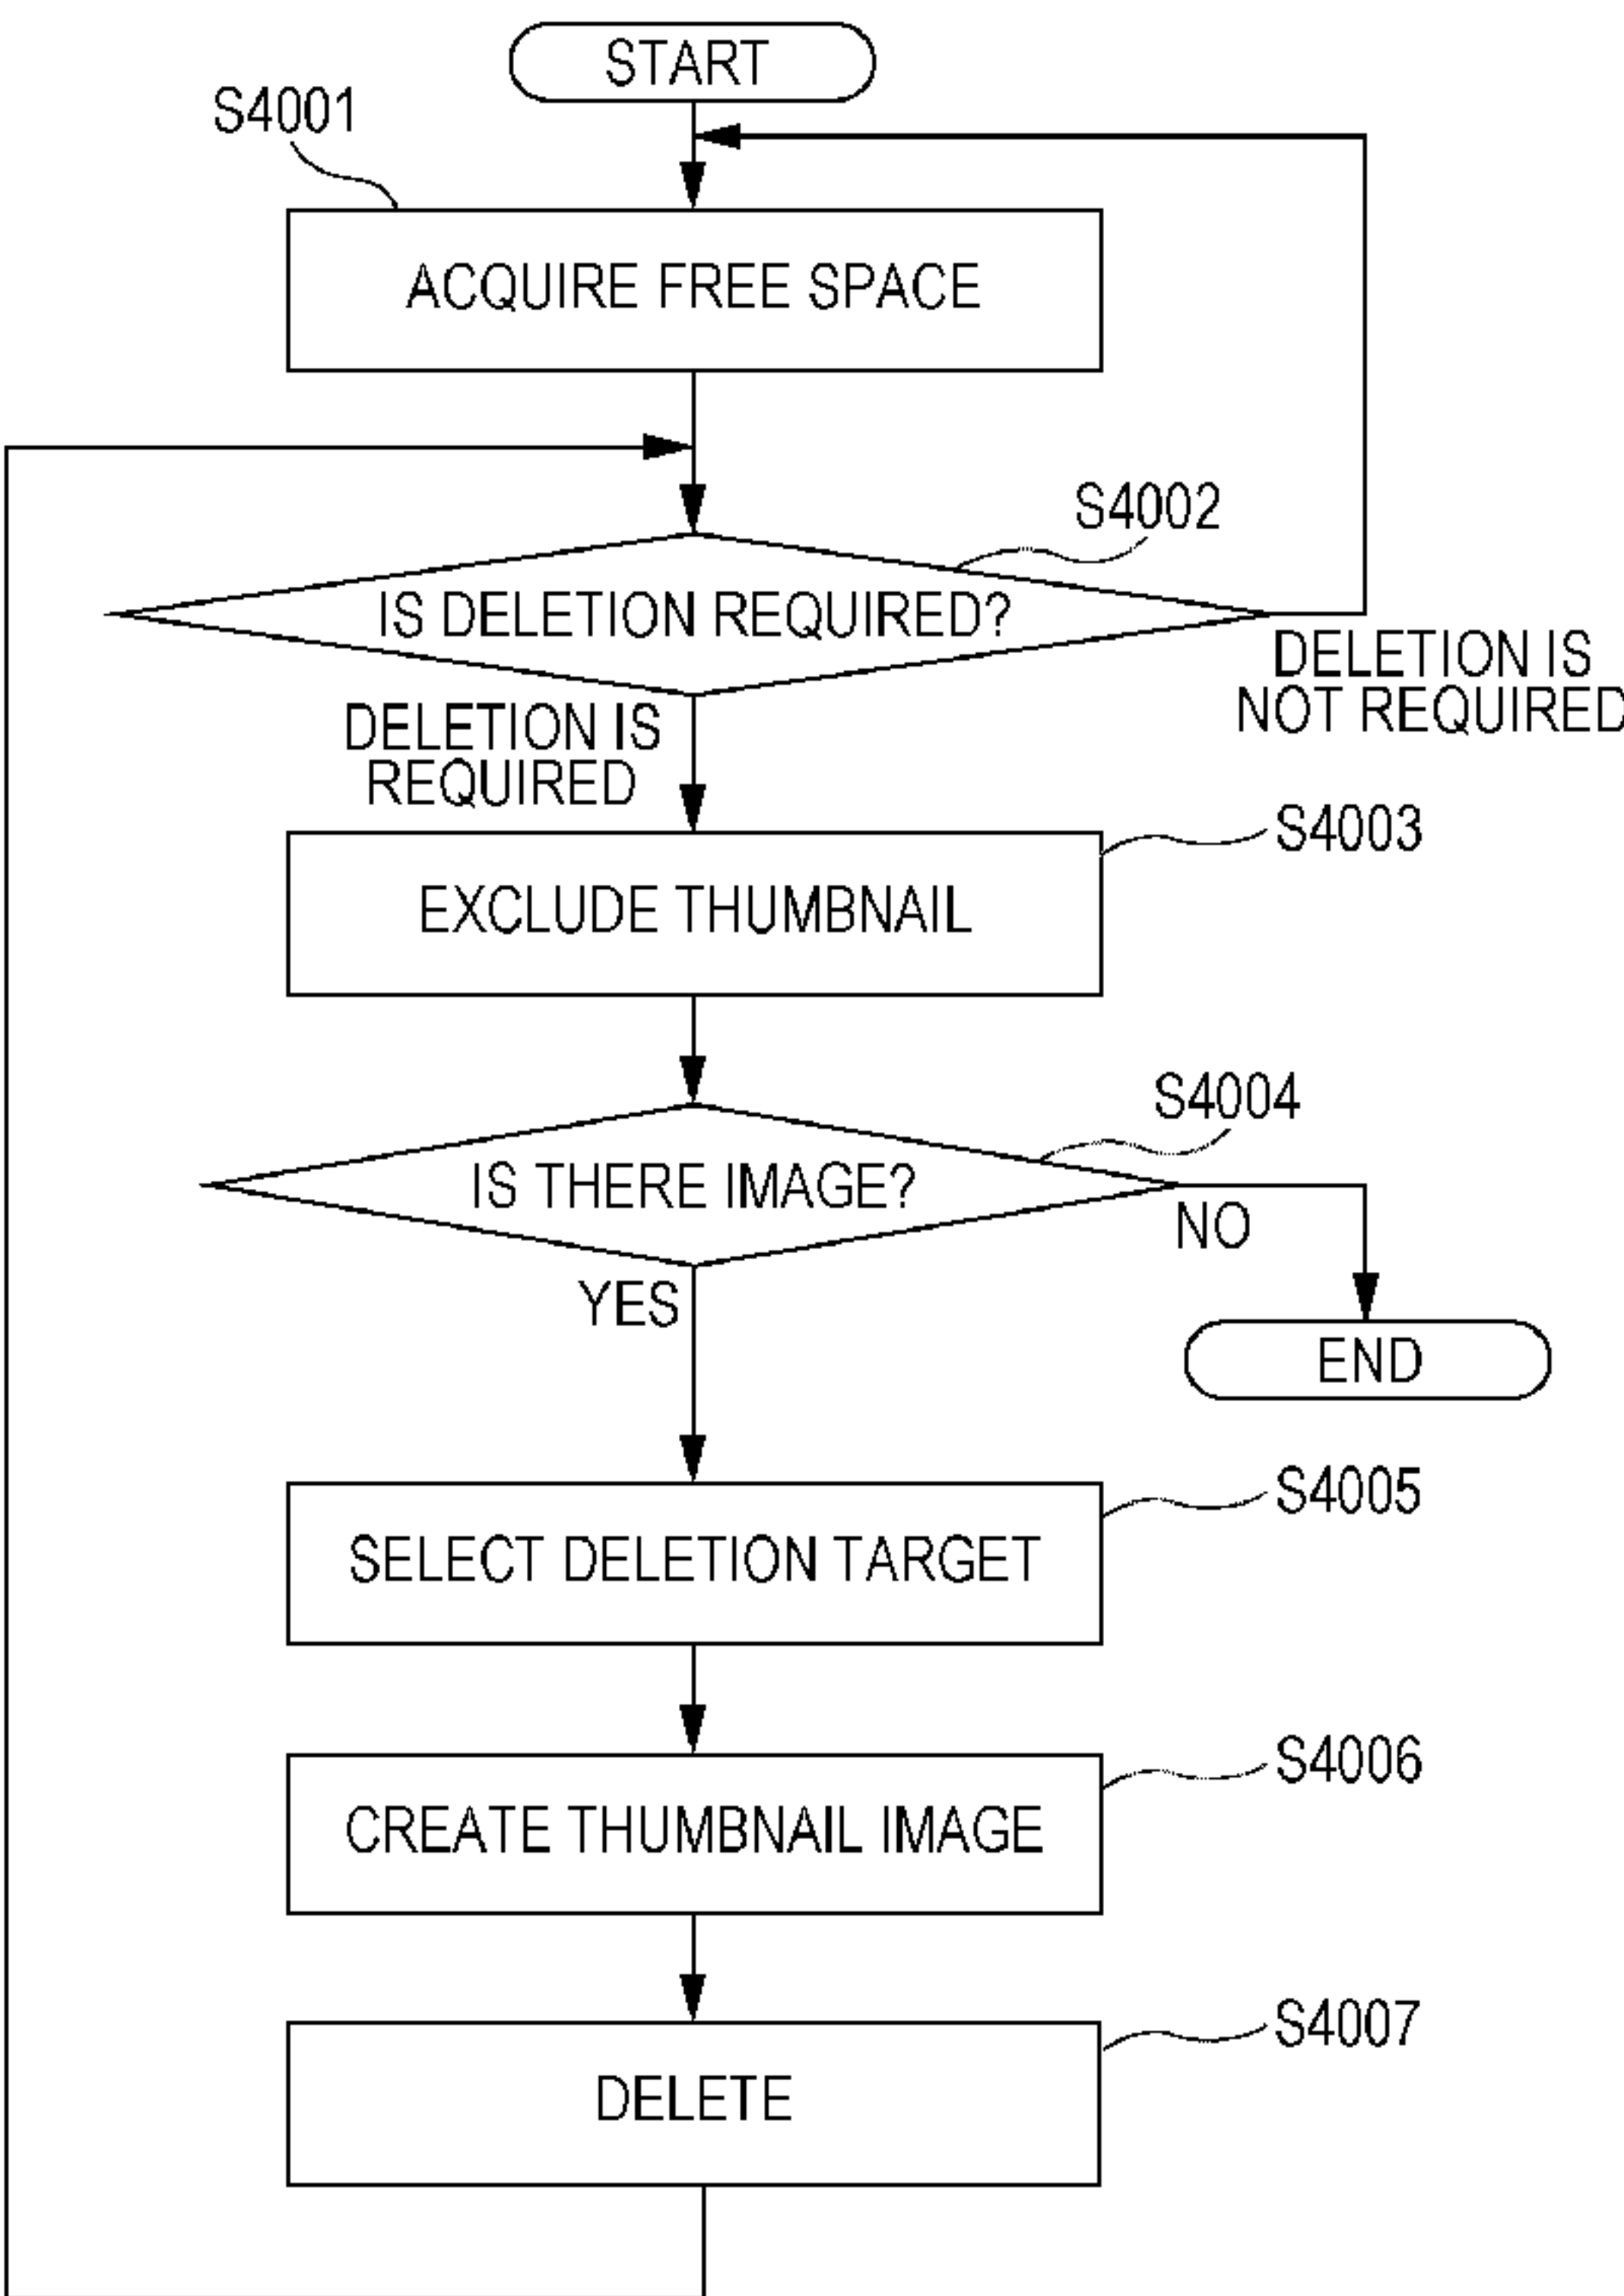 START
S4001
ACQUIRE FREE SPACE
S4002
IS DELETION REQUIRED?
DELETION IS
NOT REQUIRED
DELETION IS
REQUIRED
S4003
EXCLUDE THUMBNAIL
S4004
IS THERE IMAGE?
NO
YES
END
S4005
SELECT DELETION TARGET
S4006
CREATE THUMBNAIL IMAGE
S4007
DELETE